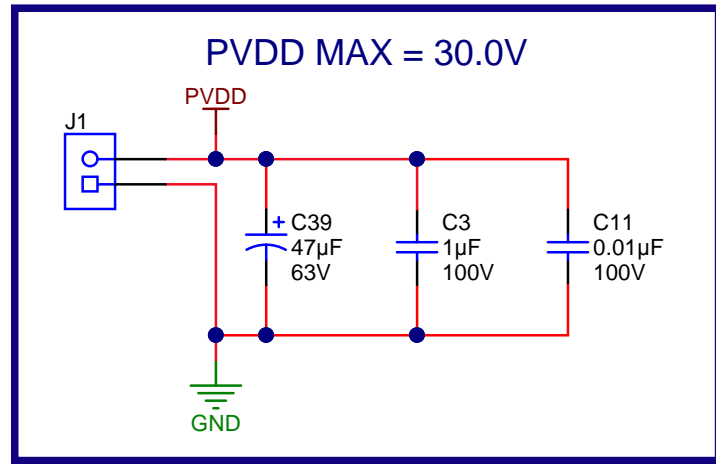 PVDD MAX = 30.0V
PVDD
J1
+
C39
47µF
63V
C3
1µF
100V
C11
0.01µF
100V
GND